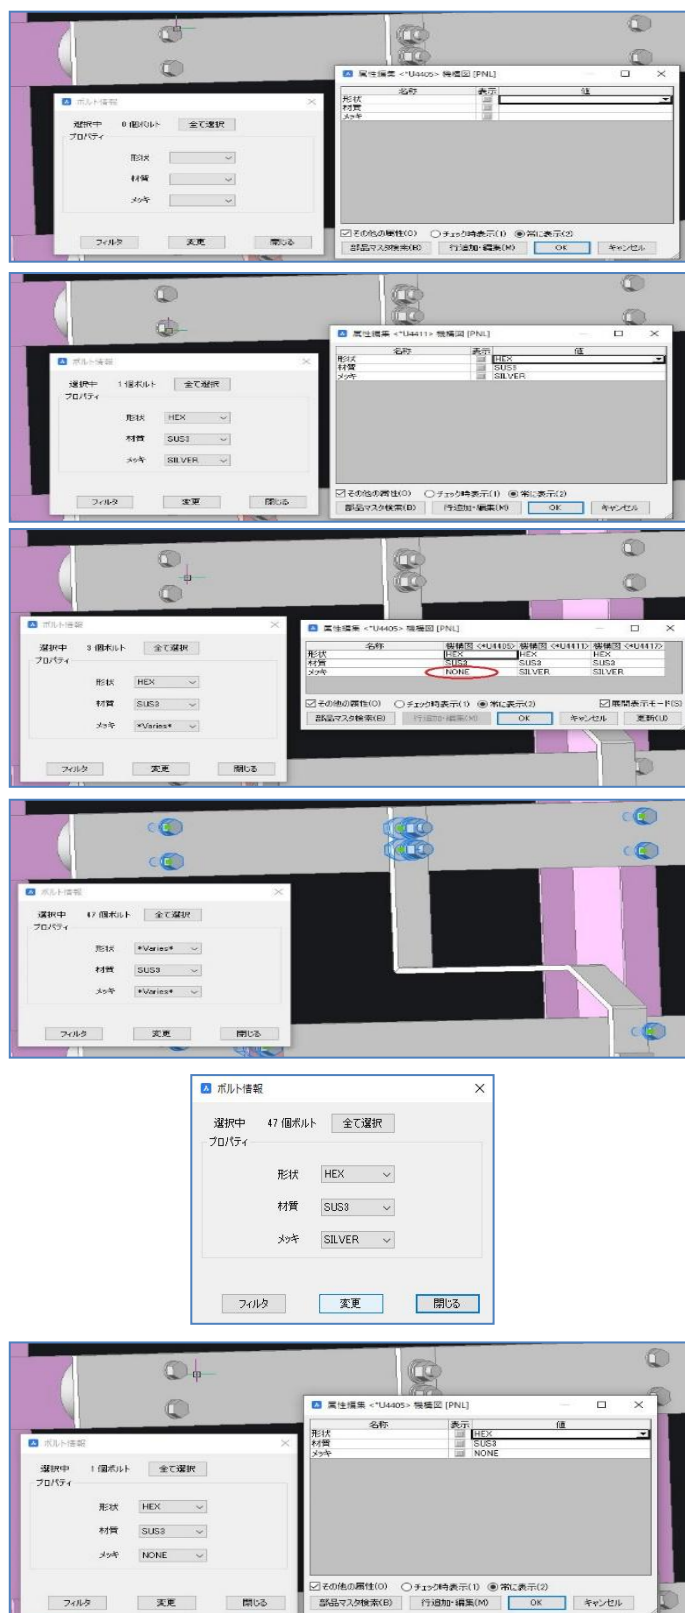 属性編集 <*U4405> 機構図 [PNL]
名称 表示 値
形状
材質
メッキ
その他の属性(O) チェック時表示(1) 常に表示(2)
部品マスタ検索(B) 行追加・編集(M) OK キャンセル
ボルト情報
選択中 0 個ボルト 全て選択
プロパティ
形状
材質
メッキ
フィルタ 変更 閉じる
属性編集 <*U4411> 機構図 [PNL]
名称 表示 値
形状 HEX
材質 SUS3
メッキ SILVER
その他の属性(O) チェック時表示(1) 常に表示(2)
部品マスタ検索(B) 行追加・編集(M) OK キャンセル
ボルト情報
選択中 1 個ボルト 全て選択
プロパティ
形状 HEX
材質 SUS3
メッキ SILVER
フィルタ 変更 閉じる
ボルト情報
選択中 3 個ボルト 全て選択
プロパティ
形状 HEX
材質 SUS3
メッキ *Varies*
フィルタ 変更 閉じる
属性編集 <*U4405> 機構図 [PNL]
名称 機構図 <*U4405> 機構図 <*U4411> 機構図 <*U4417>
形状 HEX HEX HEX
材質 SUS3 SUS3 SUS3
メッキ NONE SILVER SILVER
その他の属性(O) チェック時表示(1) 常に表示(2) 展開表示モード(S)
部品マスタ検索(B) 行追加・編集(M) OK キャンセル 更新(U)
ボルト情報
選択中 47 個ボルト 全て選択
プロパティ
形状 *Varies*
材質 SUS3
メッキ *Varies*
フィルタ 変更 閉じる
ボルト情報
選択中 47 個ボルト 全て選択
プロパティ
形状 HEX
材質 SUS3
メッキ SILVER
フィルタ 変更 閉じる
属性編集 <*U4405> 機構図 [PNL]
名称 表示 値
形状 HEX
材質 SUS3
メッキ NONE
その他の属性(O) チェック時表示(1) 常に表示(2)
部品マスタ検索(B) 行追加・編集(M) OK キャンセル
ボルト情報
選択中 1 個ボルト 全て選択
プロパティ
形状 HEX
材質 SUS3
メッキ NONE
フィルタ 変更 閉じる